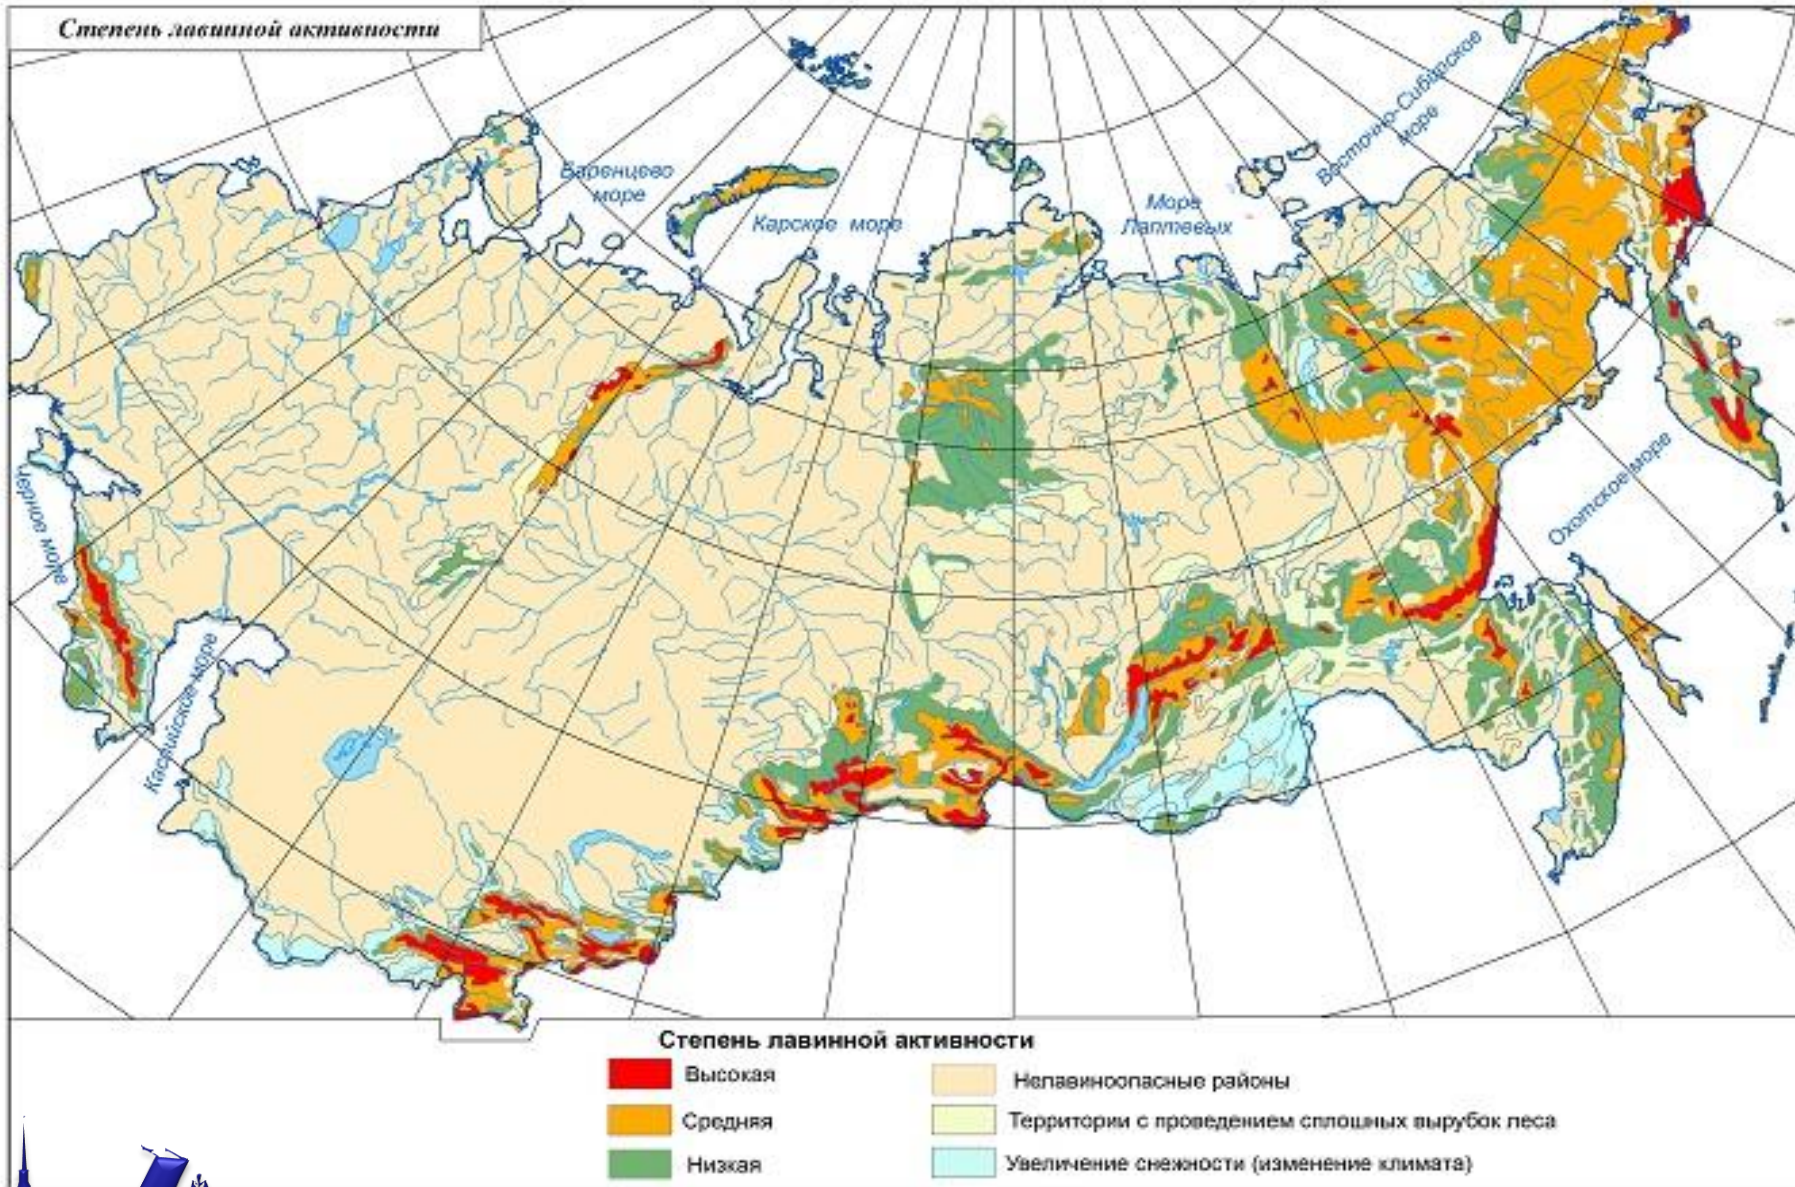 Степень лавинной активности
Баренцево
море
Карское море
Море
Лаптевых
Восточно-Сибирское
море
Охотское море
Черное море
Каспийское море
Степень лавинной активности
Высокая
Средняя
Низкая
Нелавиноопасные районы
Территории с проведением сплошных вырубок леса
Увеличение снежности (изменение климата)